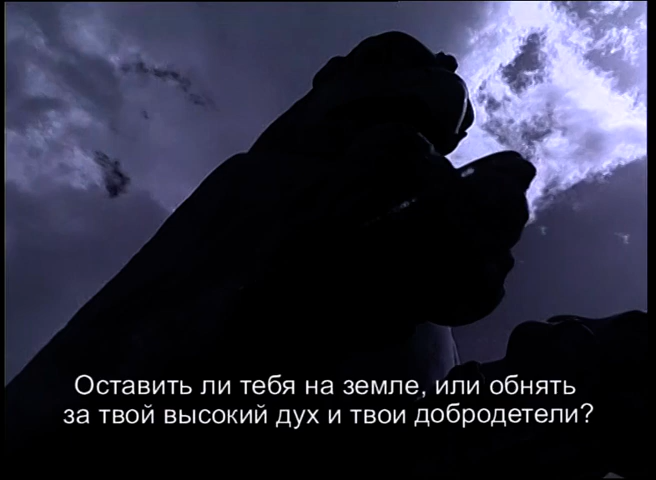 Оставить ли тебя на земле, или обнять
за твой высокий дух и твои добродетели?